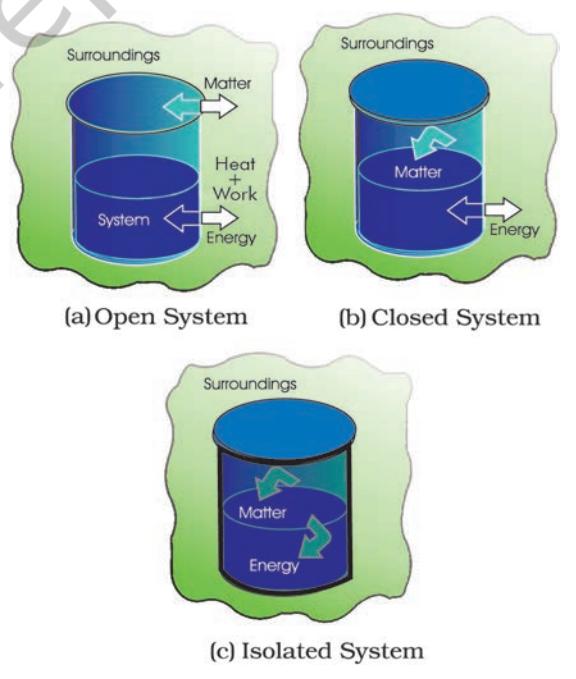 Surroundings
Matter
Heat
+
Work
System
Energy
(a) Open System
Surroundings
Matter
Energy
(b) Closed System
Surroundings
Matter
Energy
(c) Isolated System